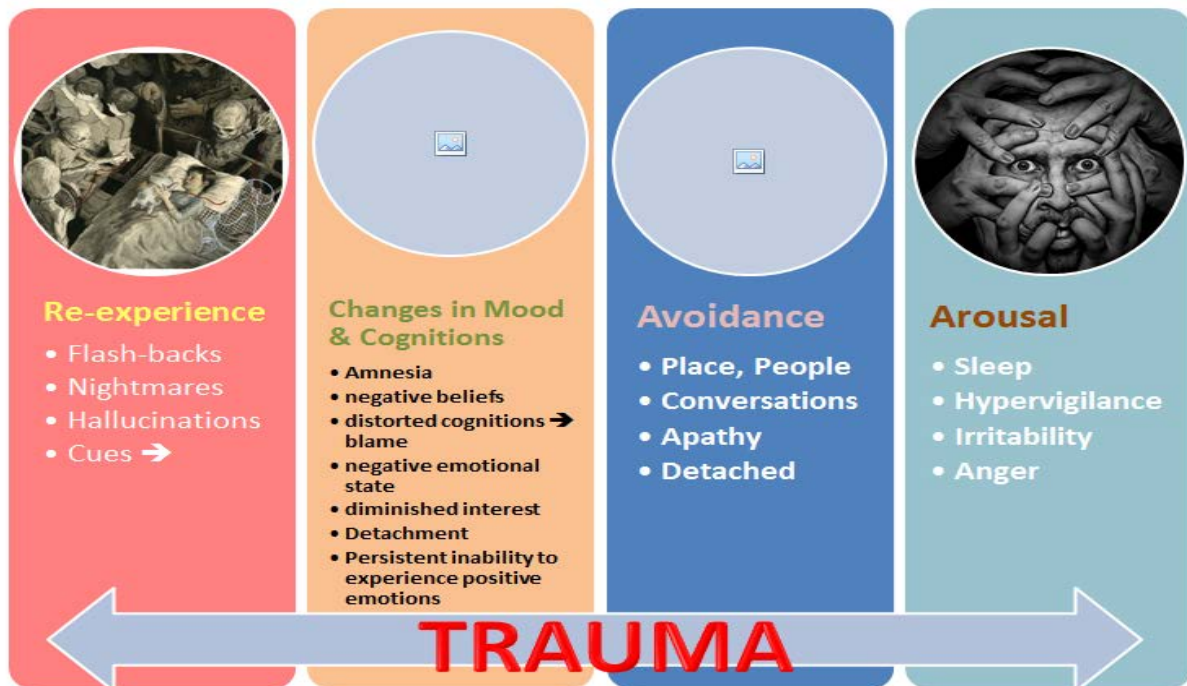 Re-experience
• Flash-backs
• Nightmares
• Hallucinations
• Cues ➔
Changes in Mood
& Cognitions
• Amnesia
• negative beliefs
• distorted cognitions ➔
blame
• negative emotional
state
• diminished interest
• Detachment
• Persistent inability to
experience positive
emotions
Avoidance
• Place, People
• Conversations
• Apathy
• Detached
Arousal
• Sleep
• Hypervigilance
• Irritability
• Anger
TRAUMA